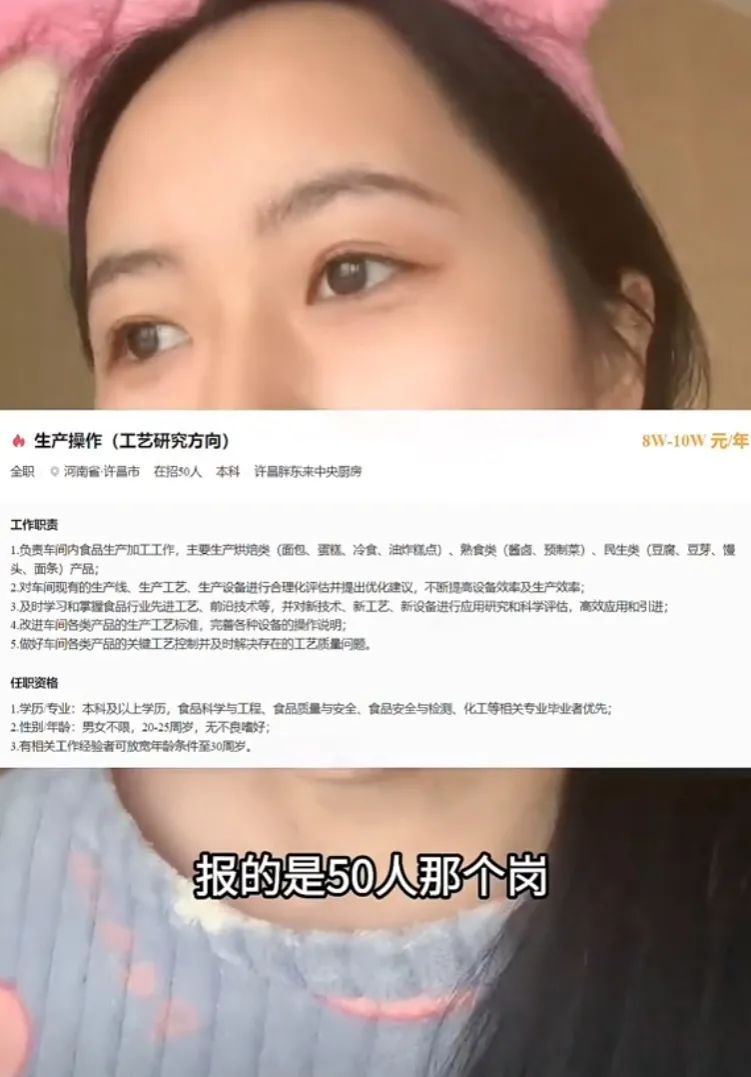 生产操作（工艺研究方向）
8W-10W 元/年
全职 河南省·许昌市 在招50人 本科 许昌胖东来中央厨房
工作职责
1.负责车间内食品生产加工工作，主要生产烘焙类（面包、蛋糕、冷食、油炸糕点）、熟食类（酱卤、预制菜）、民生类（豆腐、豆芽、馒
头、面条）产品；
2.对车间现有的生产线、生产工艺、生产设备进行合理化评估并提出优化建议，不断提高设备效率及生产效率；
3.及时学习和掌握食品行业先进工艺、前沿技术等，并对新技术、新工艺、新设备进行应用研究和科学评估，高效应用和引进；
4.改进车间各类产品的生产工艺标准，完善各种设备的操作说明；
5.做好车间各类产品的关键工艺控制并及时解决存在的工艺质量问题。
任职资格
1.学历/专业：本科及以上学历，食品科学与工程、食品质量与安全、食品安全与检测、化工等相关专业毕业者优先；
2.性别/年龄：男女不限，20-25周岁，无不良嗜好；
3.有相关工作经验者可放宽年龄条件至30周岁。
报的是50人那个岗